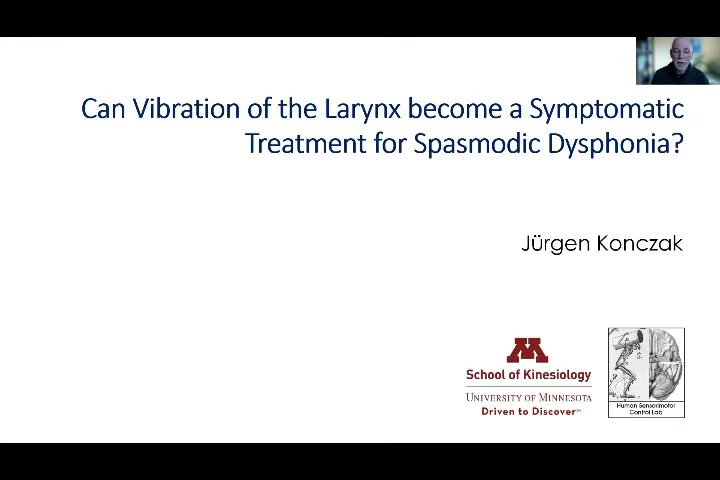 Can Vibration of the Larynx become a Symptomatic
Treatment for Spasmodic Dysphonia?
Jürgen Konczak
M
School of Kinesiology
UNIVERSITY OF MINNESOTA
Driven to Discover℠
Human Sensorimotor
Control Lab